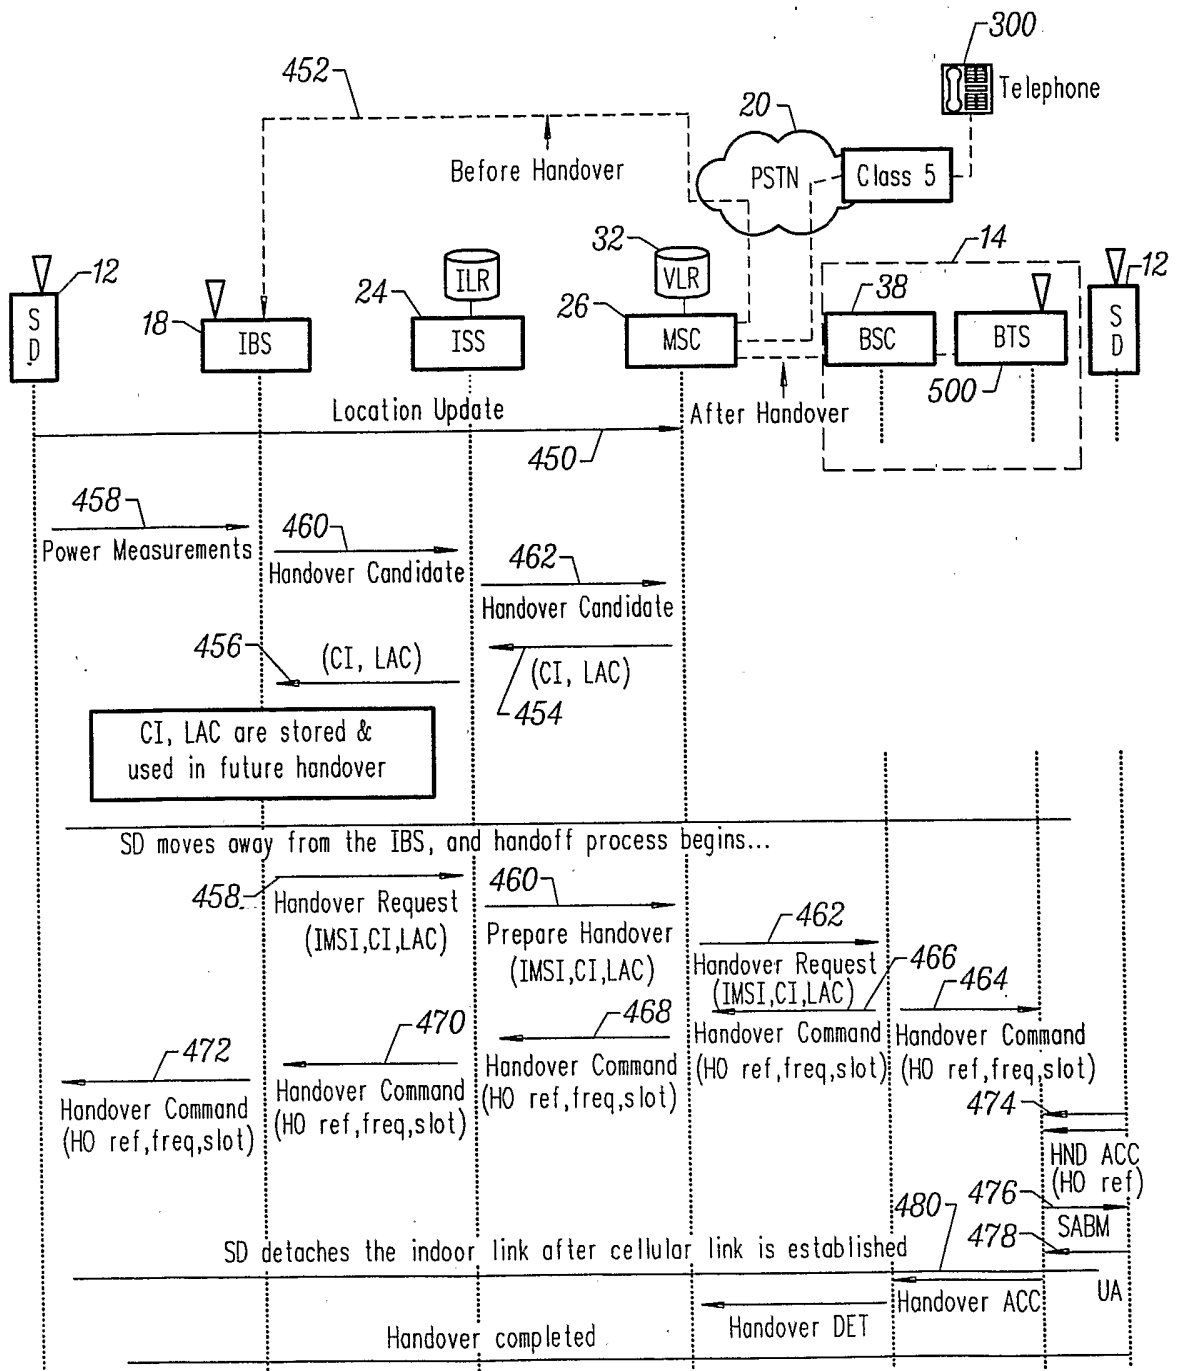 300
452
20
Telephone
Before Handover
PSTN
Class 5
14
12
32
ILR
VLR
12
24
38
26
18
S
D
IBS
ISS
MSC
BSC
BTS
S
D
500
Location Update
After Handover
450
458
Power Measurements
460
Handover Candidate
462
Handover Candidate
456
(CI, LAC)
(CI, LAC)
454
CI, LAC are stored &
used in future handover
SD moves away from the IBS, and handoff process begins...
458
Handover Request
(IMSI,CI,LAC)
460
Prepare Handover
(IMSI,CI,LAC)
462
Handover Request
(IMSI,CI,LAC)
466
464
Handover Command
(HO ref,freq,slot)
Handover Command
(HO ref,freq,slot)
468
Handover Command
(HO ref,freq,slot)
470
Handover Command
(HO ref,freq,slot)
472
Handover Command
(HO ref,freq,slot)
474
HND ACC
(HO ref)
476
SABM
480
478
SD detaches the indoor link after cellular link is established
UA
Handover ACC
Handover DET
Handover completed